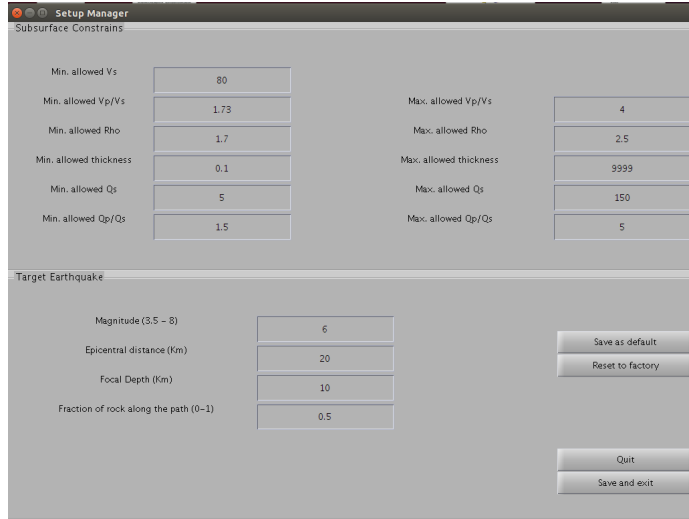 Setup Manager
Subsurface Constrains
Min. allowed Vs 80
Min. allowed Vp/Vs 1.73 Max. allowed Vp/Vs 4
Min. allowed Rho 1.7 Max. allowed Rho 2.5
Min. allowed thickness 0.1 Max. allowed thickness 9999
Min. allowed Qs 5 Max. allowed Qs 150
Min. allowed Qp/Qs 1.5 Max. allowed Qp/Qs 5
Target Earthquake
Magnitude (3.5 – 8) 6
Epicentral distance (Km) 20
Focal Depth (Km) 10
Fraction of rock along the path (0–1) 0.5
Save as default
Reset to factory
Quit
Save and exit